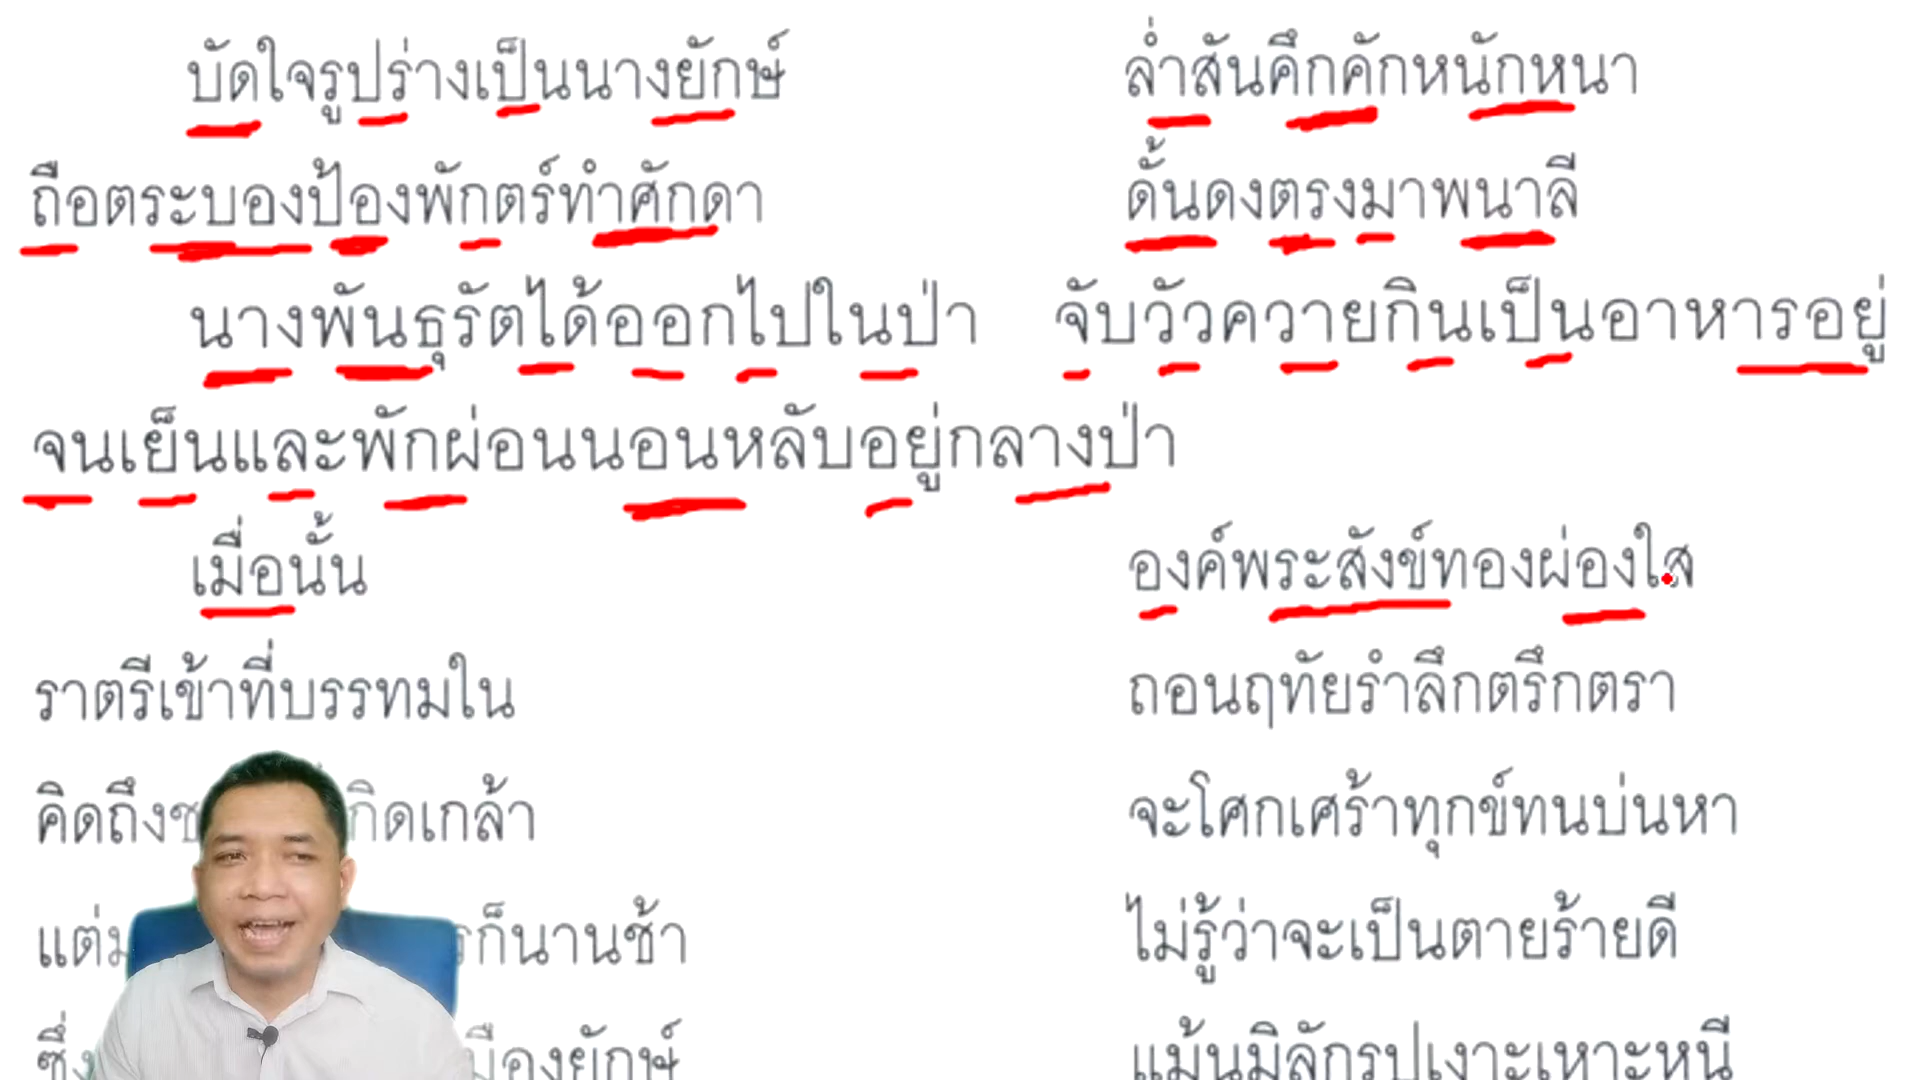 บัดใจรูปร่างเป็นนางยักษ์ ล่ำสันคึกคักหนักหนา
ถือตระบองป้องพักตร์ทำศักดา ดั้นดงตรงมาพนาลี
นางพันธุรัตได้ออกไปในป่า จับวัวควายกินเป็นอาหารอยู่
จนเย็นและพักผ่อนนอนหลับอยู่กลางป่า
เมื่อนั้น องค์พระสังข์ทองผ่องใส
ราตรีเข้าที่บรรทมใน ถอนฤทัยรำลึกตรึกตรา
คิดถึง เกล้า จะโศกเศร้าทุกข์ทนบ่นหา
แต่ ก็นานช้า ไม่รู้ว่าจะเป็นตายร้ายดี
ซึ่ง เมืองยักษ์ แม้นมิลักรูปเงาะเหาะหนี